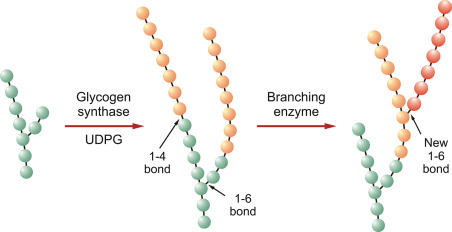 Glycogen
synthase
UDPG
1-4
bond
1-6
bond
Branching
enzyme
New
1-6
bond